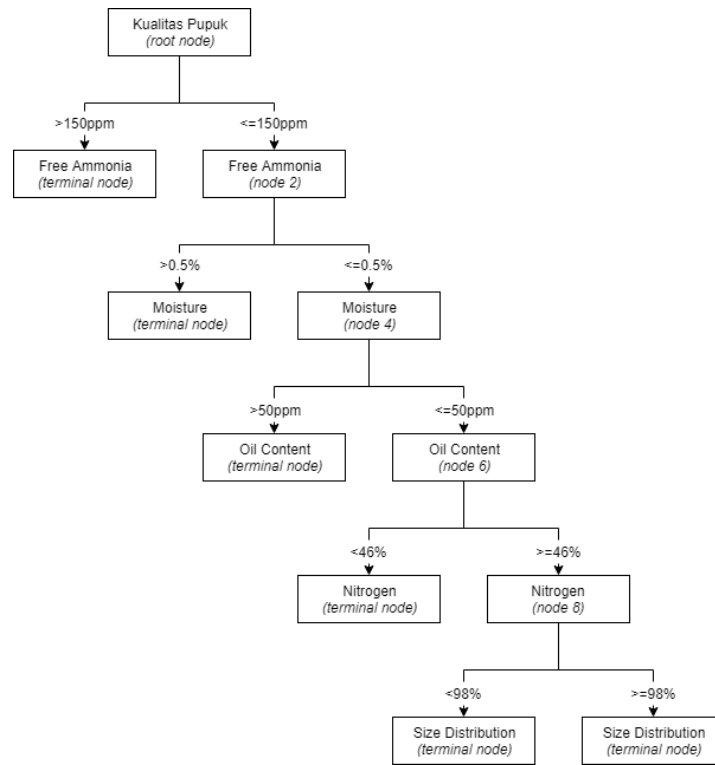 Kualitas Pupuk
(root node)
>150ppm
<=150ppm
Free Ammonia
(terminal node)
Free Ammonia
(node 2)
>0.5%
<=0.5%
Moisture
(terminal node)
Moisture
(node 4)
>50ppm
<=50ppm
Oil Content
(terminal node)
Oil Content
(node 6)
<46%
>=46%
Nitrogen
(terminal node)
Nitrogen
(node 8)
<98%
>=98%
Size Distribution
(terminal node)
Size Distribution
(terminal node)